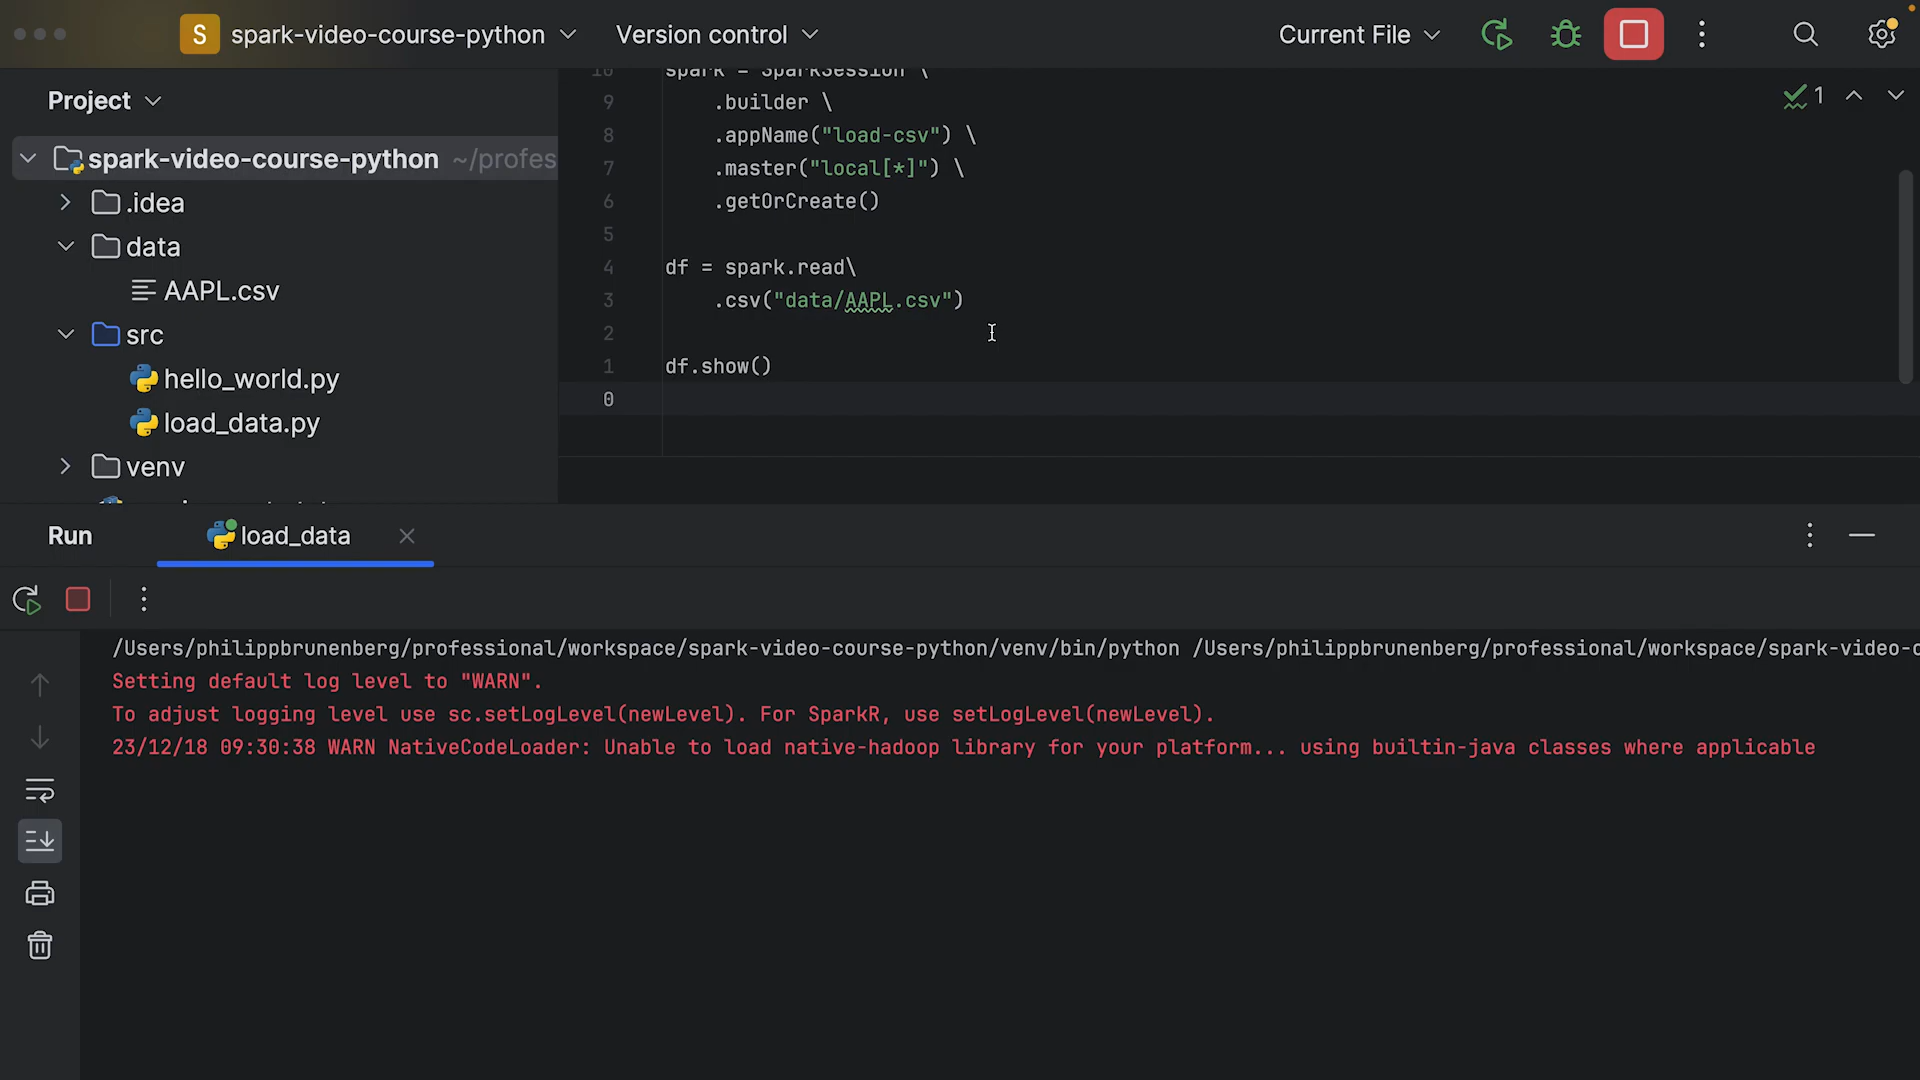 S spark-video-course-python Version control Current File
Project
spark-video-course-python ~/profes
.idea
data
AAPL.csv
src
hello_world.py
load_data.py
venv
10 spark = SparkSession \
9 .builder \
8 .appName("load-csv") \
7 .master("local[*]") \
6 .getOrCreate()
5
4 df = spark.read\
3 .csv("data/AAPL.csv")
2
1 df.show()
0
1
Run load_data
/Users/philippbrunenberg/professional/workspace/spark-video-course-python/venv/bin/python /Users/philippbrunenberg/professional/workspace/spark-video-c
Setting default log level to "WARN".
To adjust logging level use sc.setLogLevel(newLevel). For SparkR, use setLogLevel(newLevel).
23/12/18 09:30:38 WARN NativeCodeLoader: Unable to load native-hadoop library for your platform... using builtin-java classes where applicable